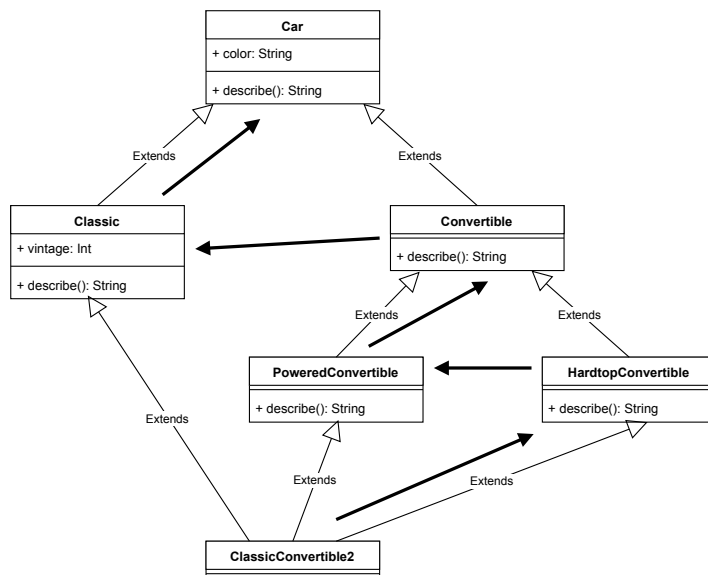 Car
+ color: String
+ describe(): String
Extends
Extends
Classic
+ vintage: Int
+ describe(): String
Convertible
+ describe(): String
Extends
Extends
PoweredConvertible
+ describe(): String
HardtopConvertible
+ describe(): String
Extends
Extends
Extends
ClassicConvertible2